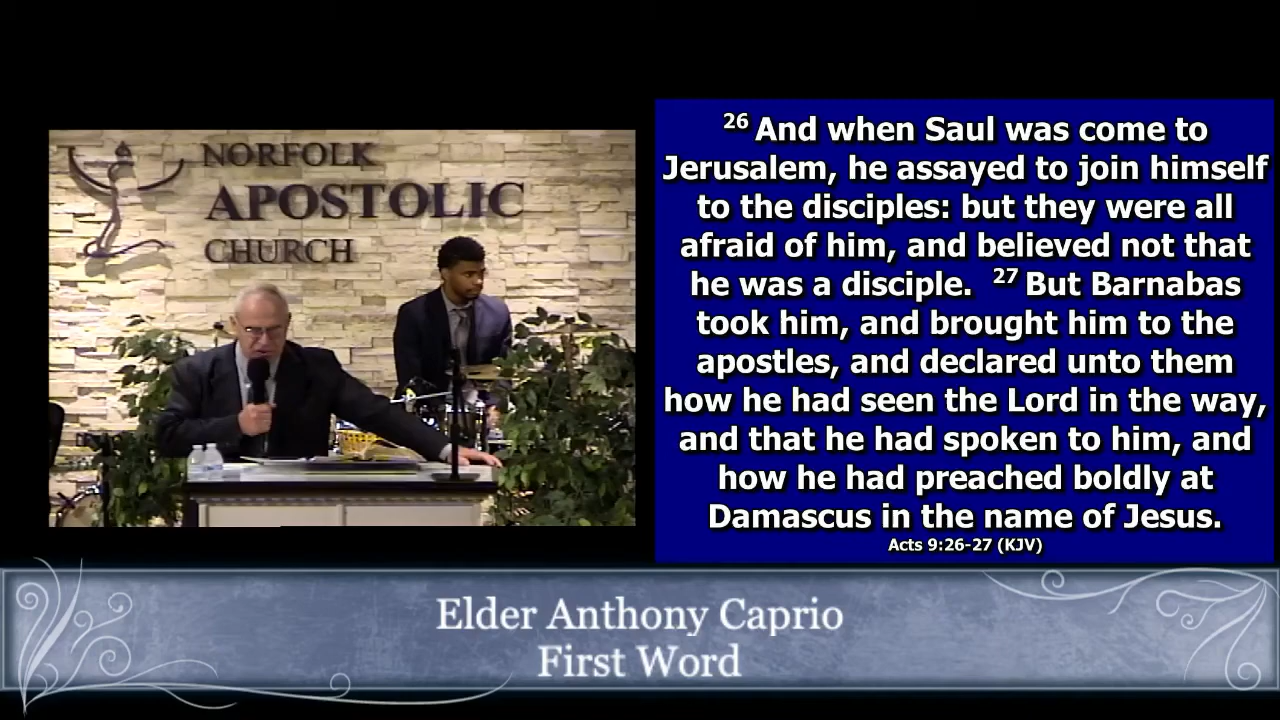 NORFOLK
APOSTOLIC
CHURCH
26 And when Saul was come to
Jerusalem, he assayed to join himself
to the disciples: but they were all
afraid of him, and believed not that
he was a disciple. 27 But Barnabas
took him, and brought him to the
apostles, and declared unto them
how he had seen the Lord in the way,
and that he had spoken to him, and
how he had preached boldly at
Damascus in the name of Jesus.
Acts 9:26-27 (KJV)
Elder Anthony Caprio
First Word